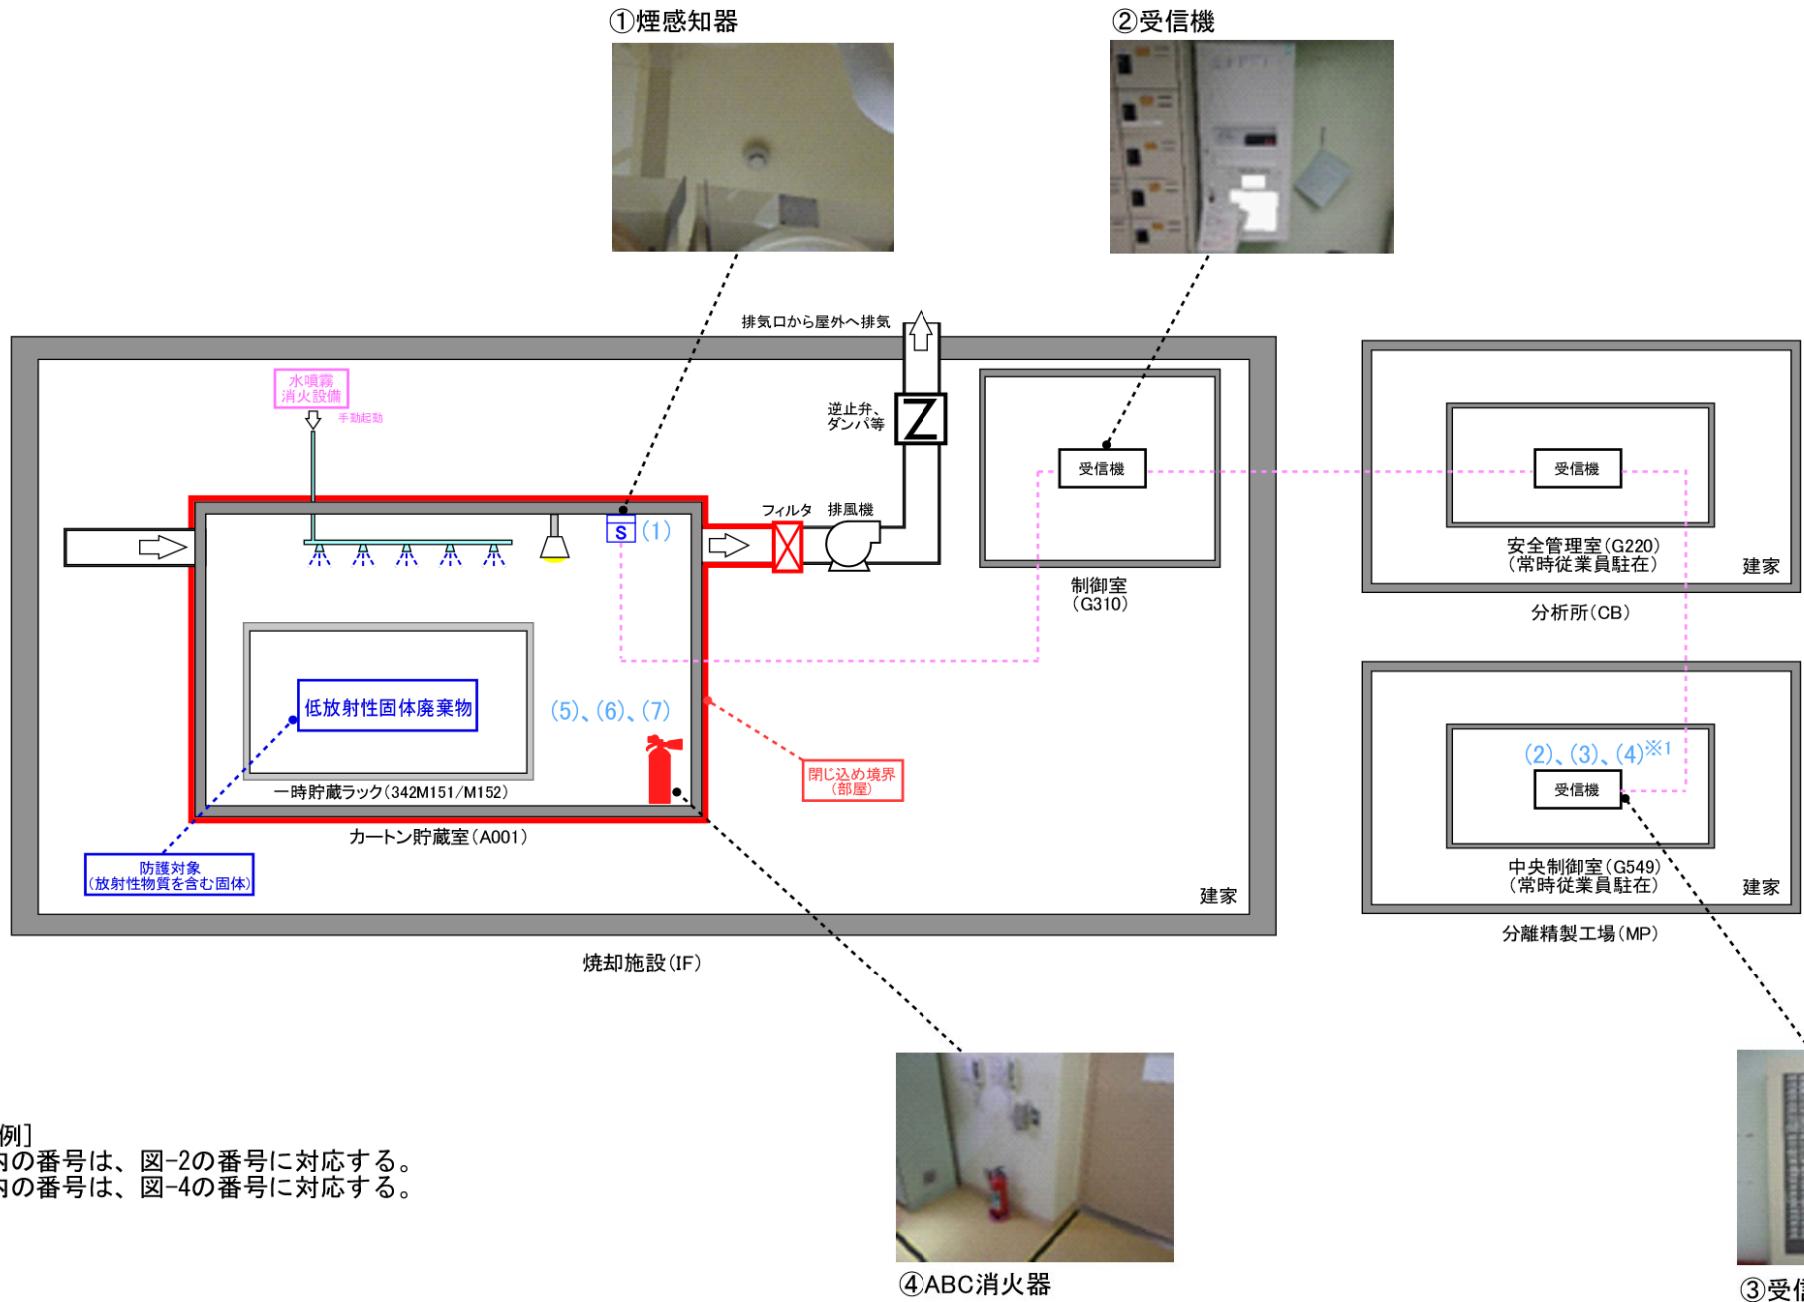 ①煙感知器
②受信機
排気口から屋外へ排気
水噴霧
消火設備
手動起動
逆止弁、
ダンパ等
フィルタ
排風機
S
(1)
受信機
制御室
(G310)
受信機
安全管理室(G220)
(常時従業員駐在)
建家
分析所(CB)
低放射性固体廃棄物
(5)、(6)、(7)
一時貯蔵ラック(342M151/M152)
カートン貯蔵室(A001)
閉じ込め境界
(部屋)
防護対象
(放射性物質を含む固体)
建家
焼却施設(IF)
(2)、(3)、(4)※1
受信機
中央制御室(G549)
(常時従業員駐在)
建家
分離精製工場(MP)
例]
内の番号は、図-2の番号に対応する。
内の番号は、図-4の番号に対応する。
④ABC消火器
③受信